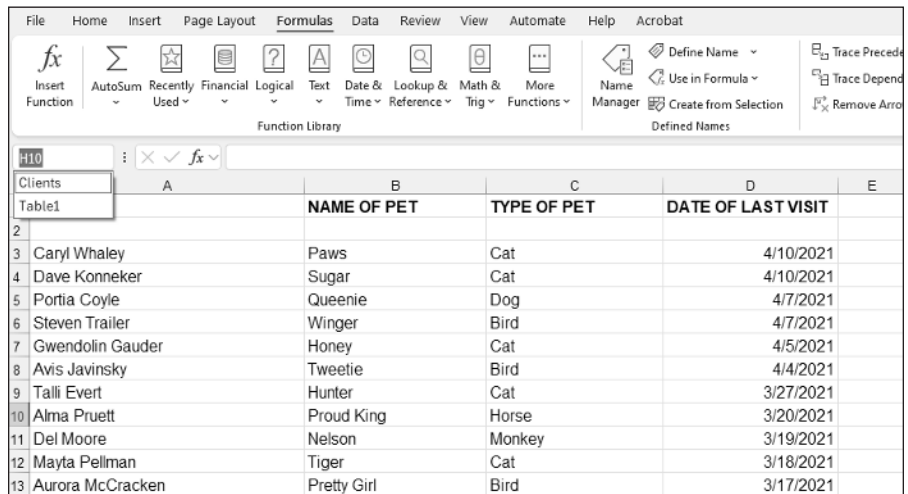 File Home Insert Page Layout Formulas Data Review View Automate Help Acrobat
fx Insert Function
AutoSum
Recently Used
Financial
Logical
Text
Date & Time
Lookup & Reference
Math & Trig
More Functions
Function Library
Name Manager
Define Name
Use in Formula
Create from Selection
Defined Names
Trace Precede
Trace Depend
Remove Arro
H10 fx
Clients
Table1
A B C D E
NAME OF PET TYPE OF PET DATE OF LAST VISIT
2
3 Caryl Whaley Paws Cat 4/10/2021
4 Dave Konneker Sugar Cat 4/10/2021
5 Portia Coyle Queenie Dog 4/7/2021
6 Steven Trailer Winger Bird 4/7/2021
7 Gwendolin Gauder Honey Cat 4/5/2021
8 Avis Javinsky Tweetie Bird 4/4/2021
9 Talli Evert Hunter Cat 3/27/2021
10 Alma Pruett Proud King Horse 3/20/2021
11 Del Moore Nelson Monkey 3/19/2021
12 Mayta Pellman Tiger Cat 3/18/2021
13 Aurora McCracken Pretty Girl Bird 3/17/2021